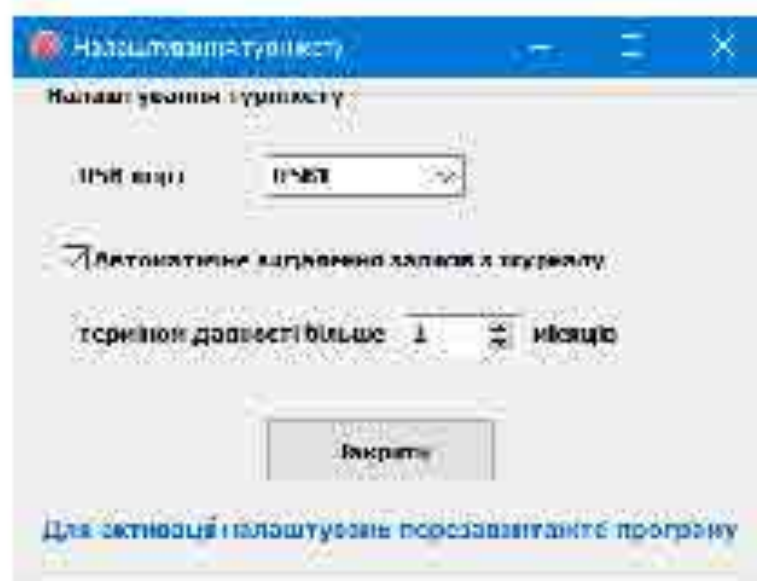 Налаштування турнікету
Налаштування турнікету
USB порт
Автоматичне видалення записів з журналу
терміном давності більше 1 місяців
Закрити
Для активації налаштувань перезавантажте програму